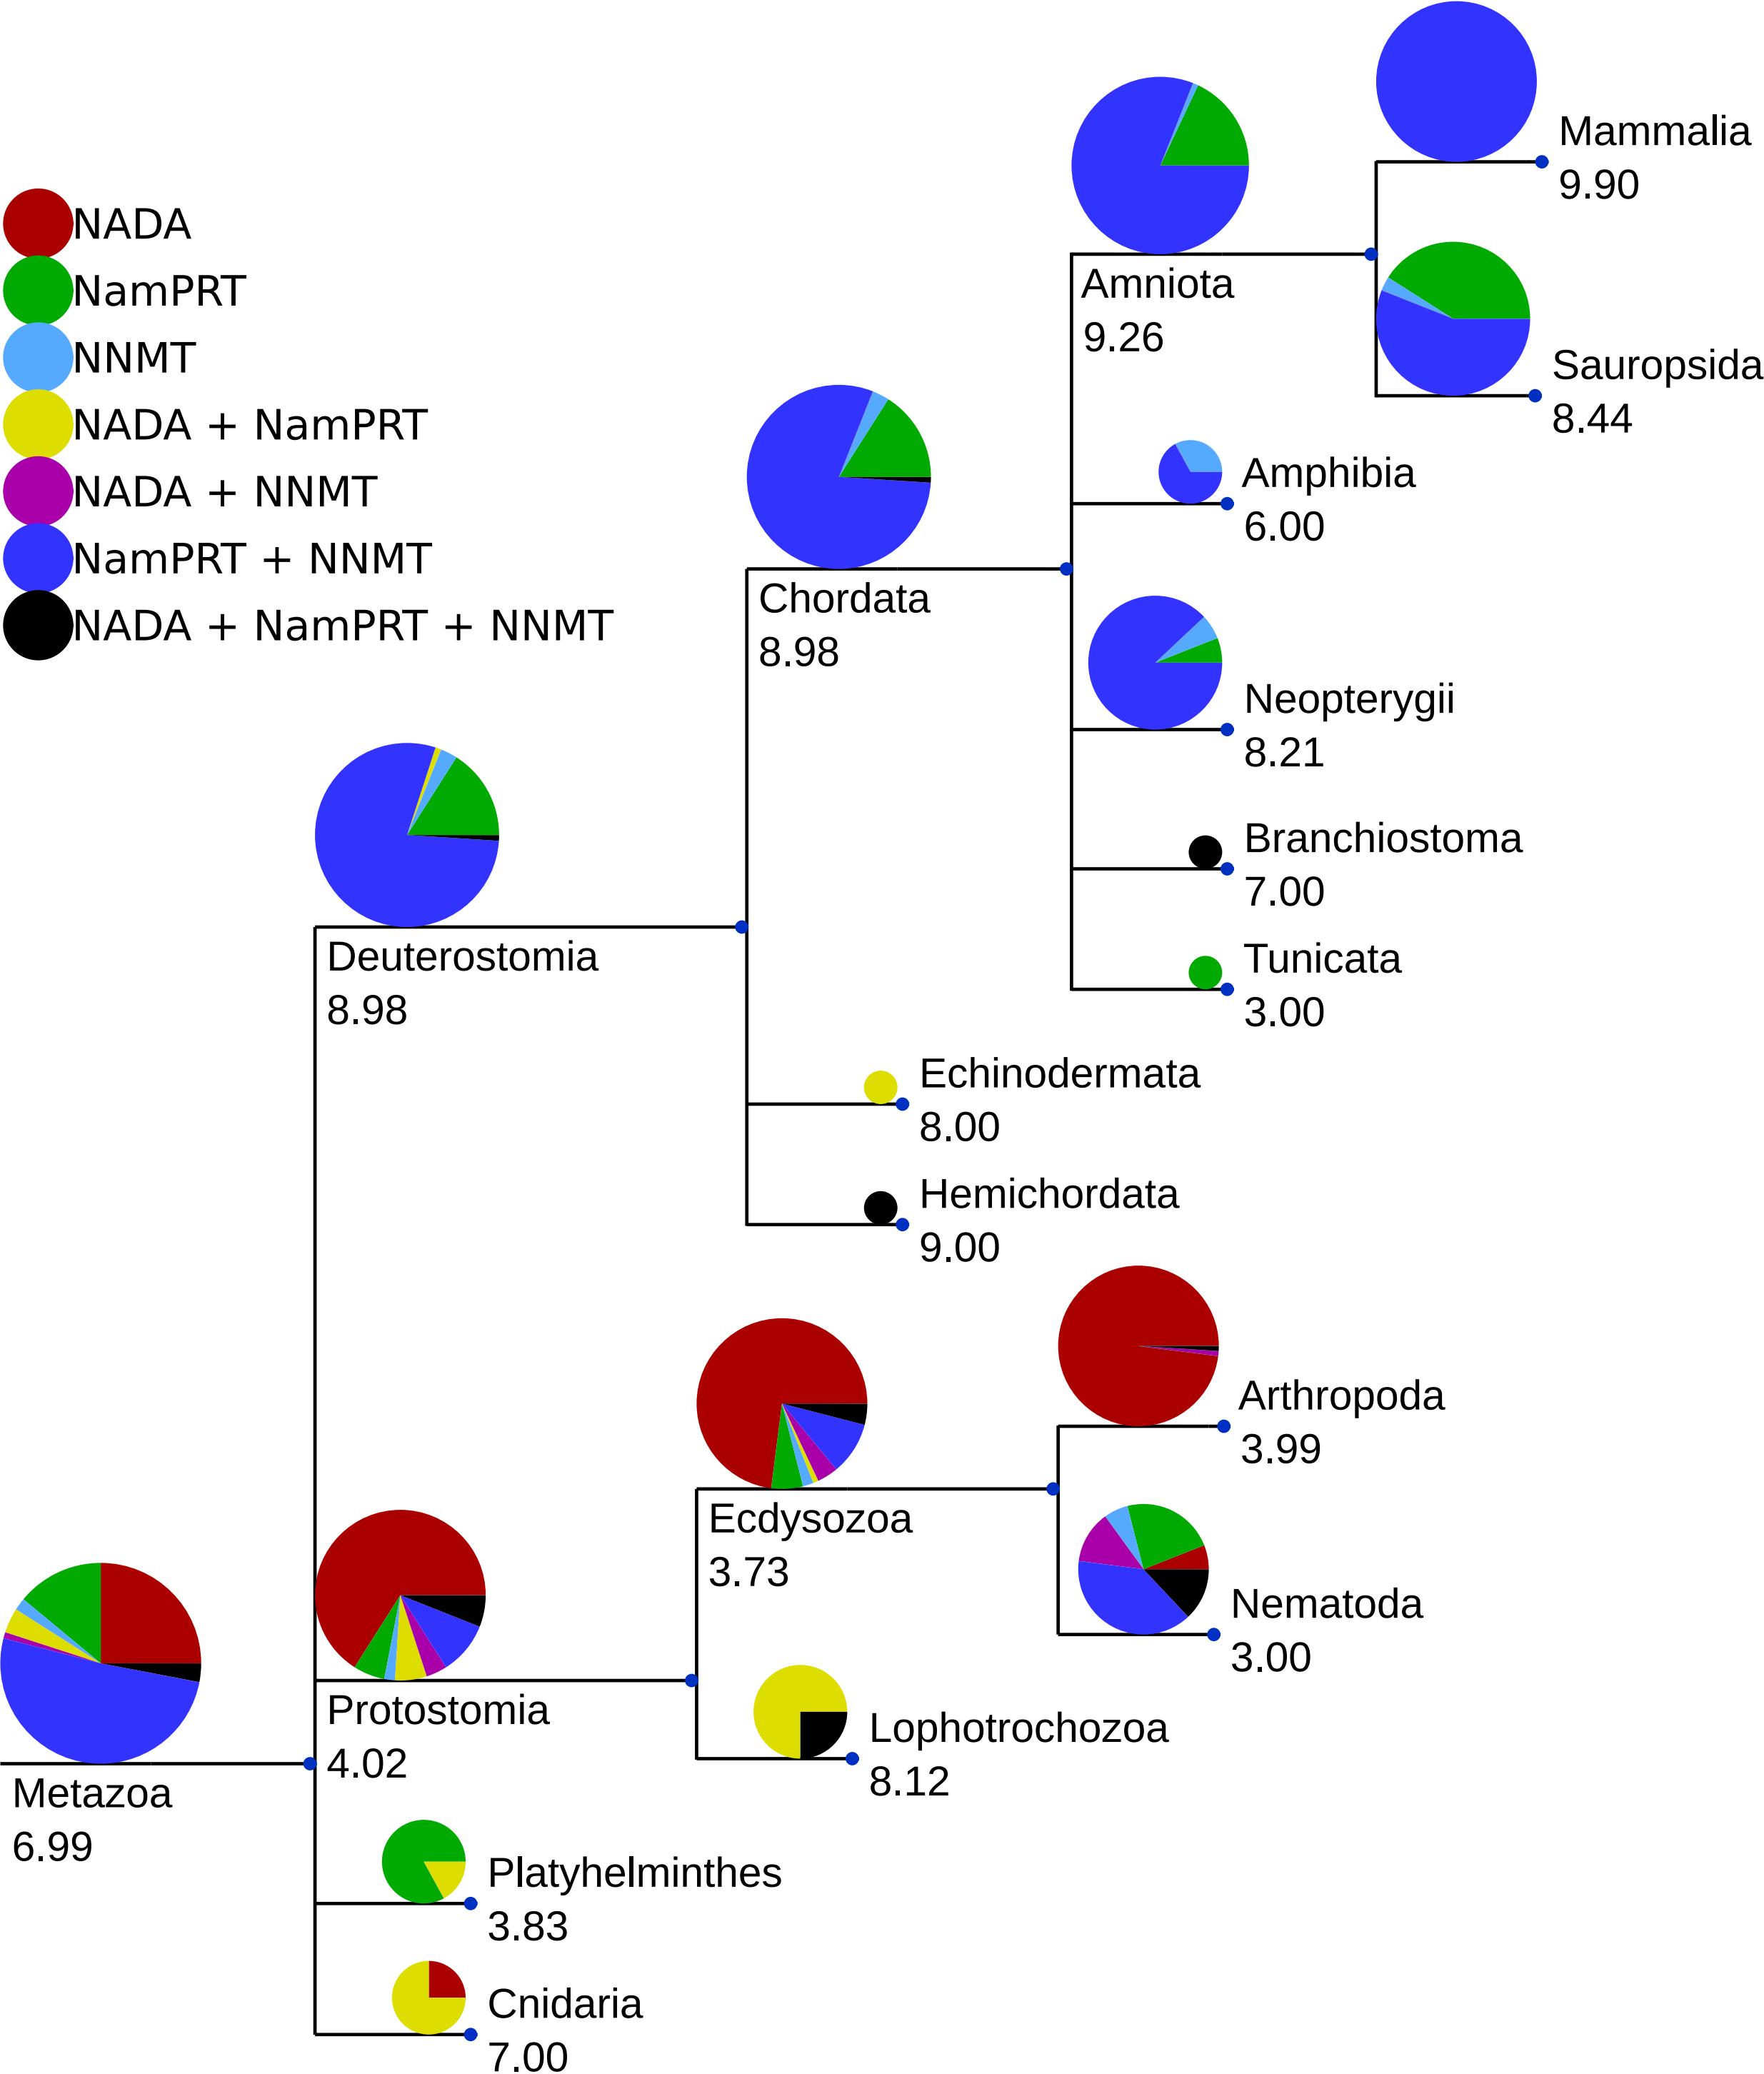 NADA
NamPRT
NNMT
NADA + NamPRT
NADA + NNMT
NamPRT + NNMT
NADA + NamPRT + NNMT
Mammalia
9.90
Amniota
9.26
Sauropsida
8.44
Amphibia
6.00
Chordata
8.98
Neopterygii
8.21
Branchiostoma
7.00
Deuterostomia
8.98
Tunicata
3.00
Echinodermata
8.00
Hemichordata
9.00
Arthropoda
3.99
Ecdysozoa
3.73
Nematoda
3.00
Protostomia
4.02
Lophotrochozoa
8.12
Metazoa
6.99
Platyhelminthes
3.83
Cnidaria
7.00